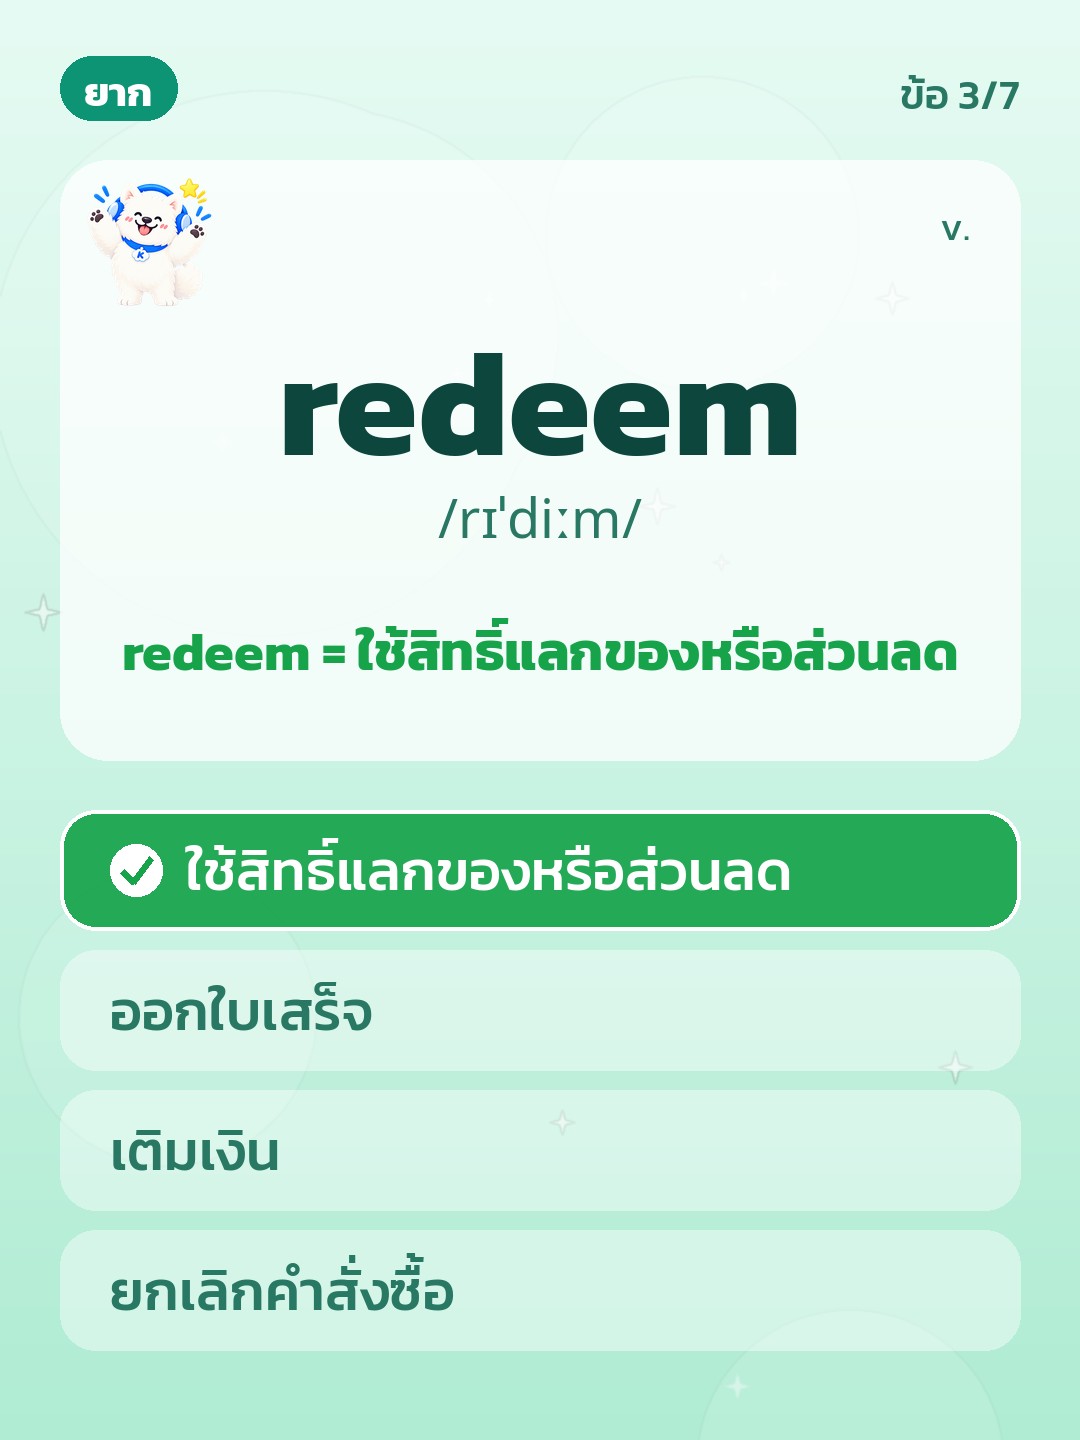 ยาก
ข้อ 3/7
K
v.
redeem
/rɪˈdiːm/
redeem = ใช้สิทธิ์แลกของหรือส่วนลด
ใช้สิทธิ์แลกของหรือส่วนลด
ออกใบเสร็จ
เติมเงิน
ยกเลิกคำสั่งซื้อ